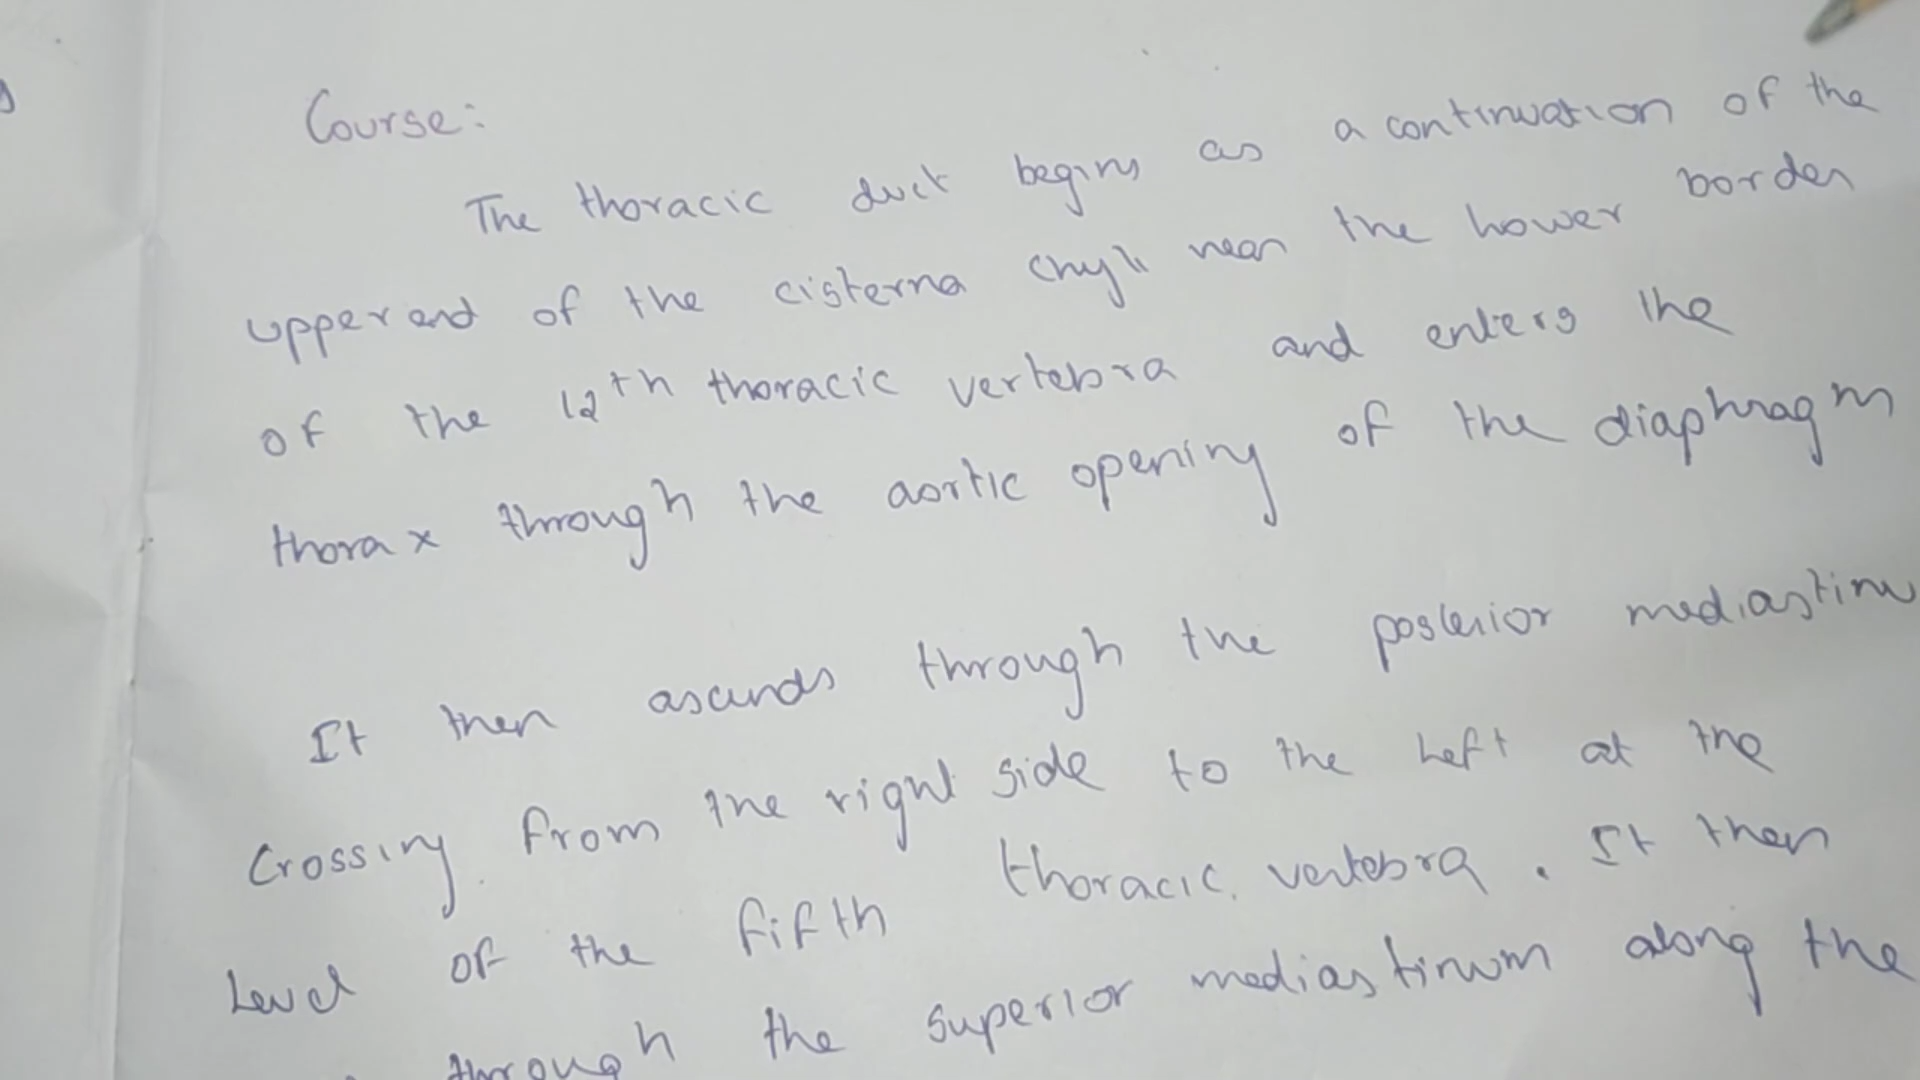 Course:
The thoracic duct begins as a continuation of the
upper end of the cisterna chyli near the lower border
of the 12th thoracic vertebra and enters the
thorax through the aortic opening of the diaphragm
It then ascends through the posterior mediastinu
Crossing from the right side to the left at the
Level of the fifth thoracic vertebra. It then
through the superior mediastinum along the